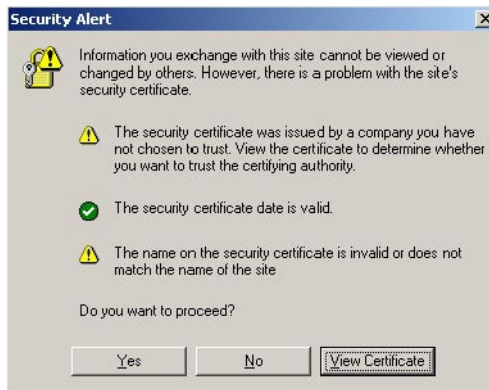 Security Alert
Information you exchange with this site cannot be viewed or
changed by others. However, there is a problem with the site's
security certificate.
The security certificate was issued by a company you have
not chosen to trust. View the certificate to determine whether
you want to trust the certifying authority.
The security certificate date is valid.
The name on the security certificate is invalid or does not
match the name of the site
Do you want to proceed?
Yes No View Certificate